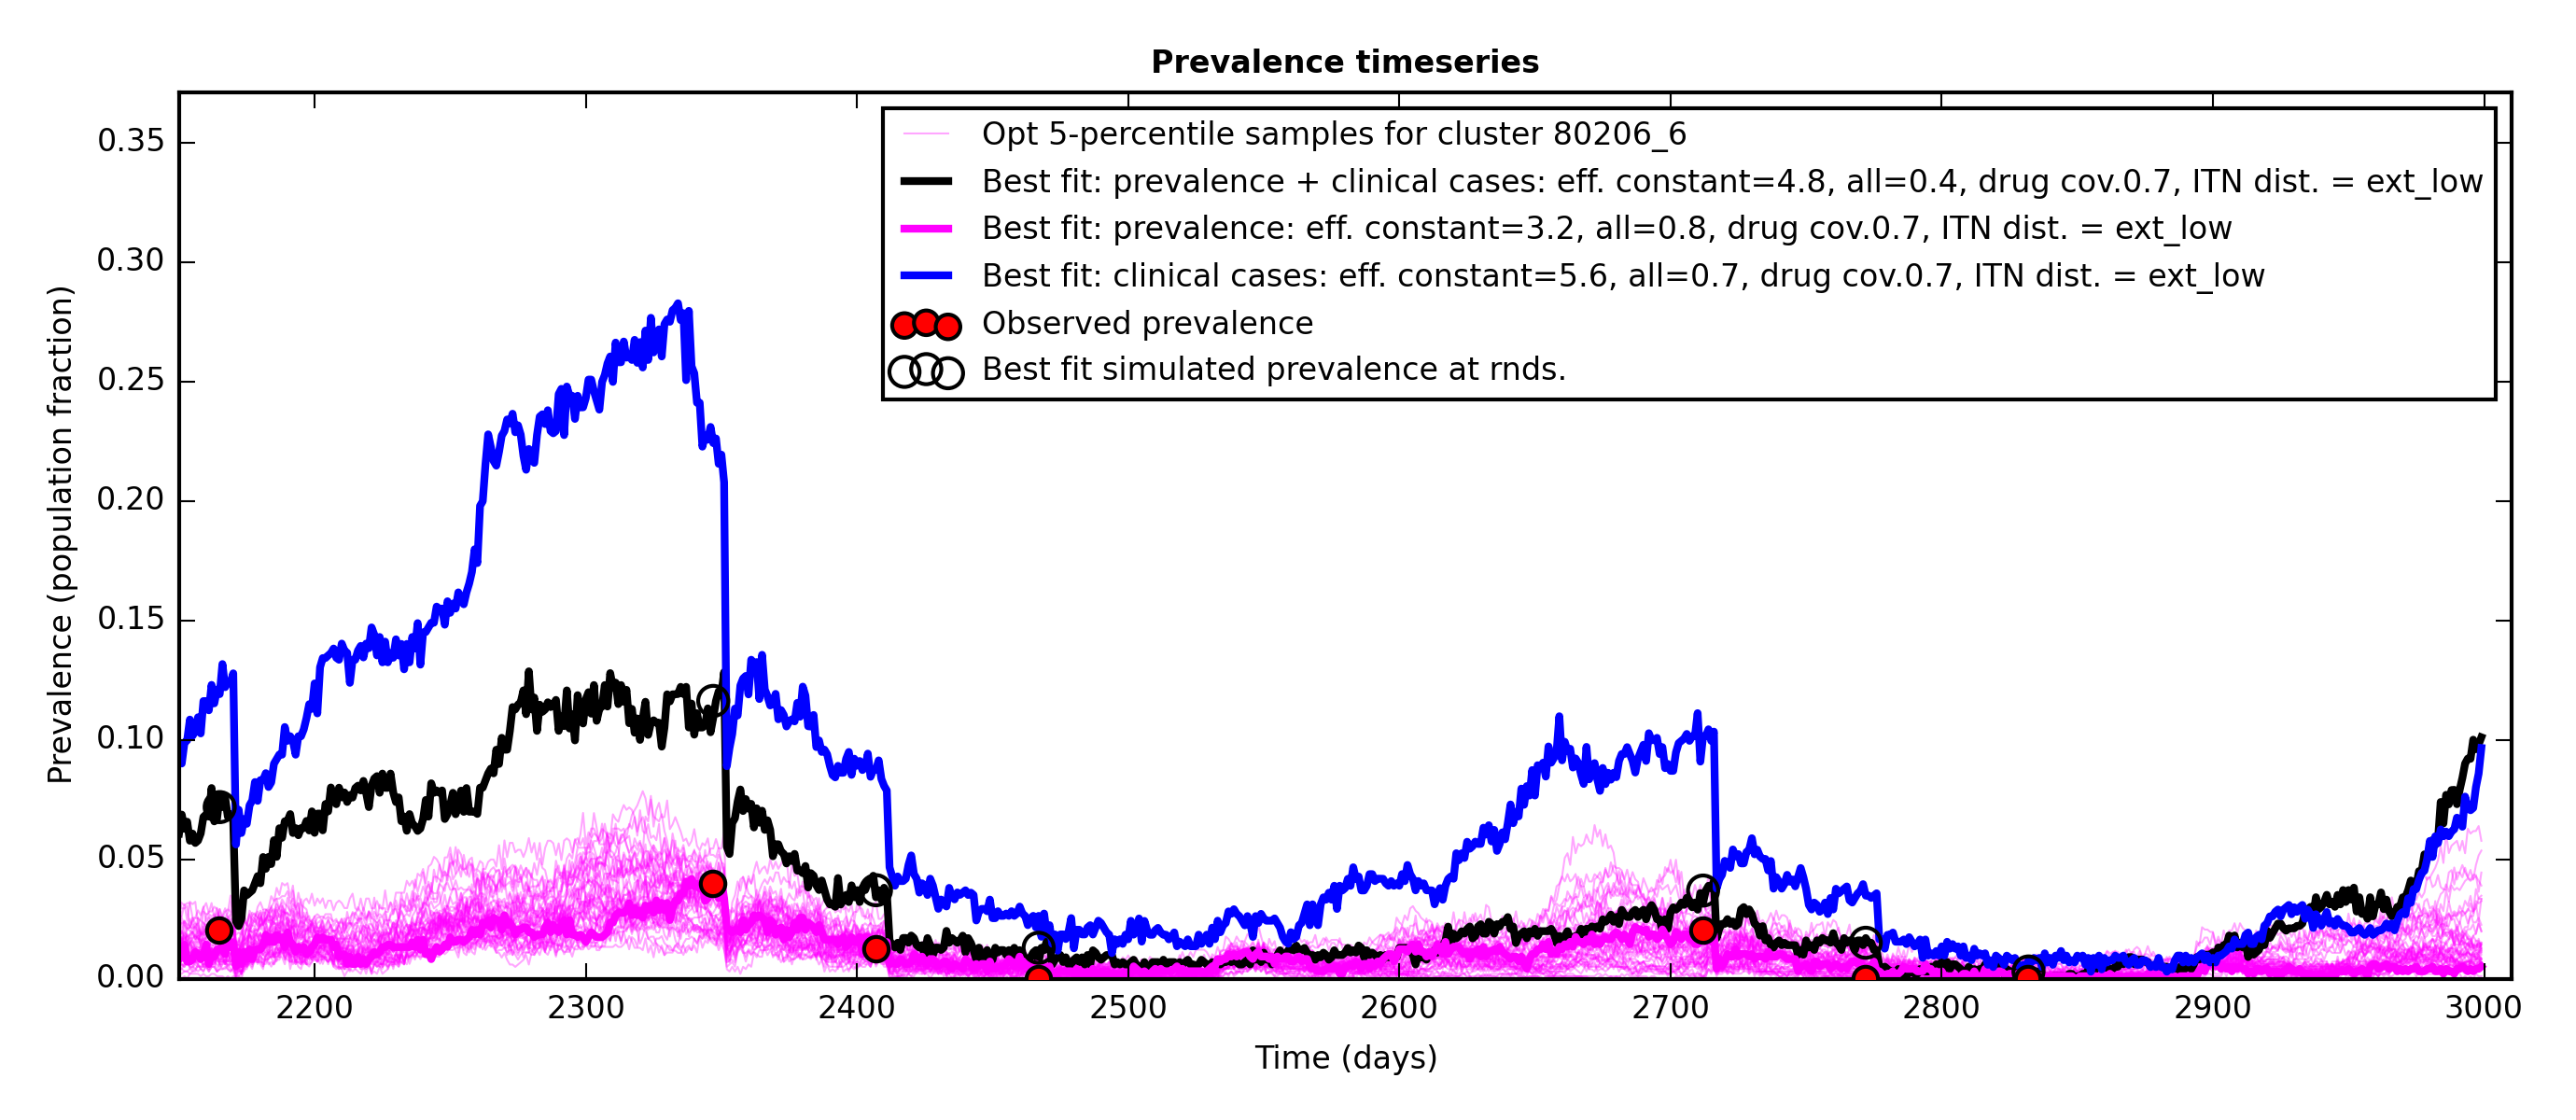 Prevalence timeseries
Opt 5-percentile samples for cluster 80206_6
Best fit: prevalence + clinical cases: eff. constant=4.8, all=0.4, drug cov.0.7, ITN dist. = ext_low
Best fit: prevalence: eff. constant=3.2, all=0.8, drug cov.0.7, ITN dist. = ext_low
Best fit: clinical cases: eff. constant=5.6, all=0.7, drug cov.0.7, ITN dist. = ext_low
Observed prevalence
Best fit simulated prevalence at rnds.
Prevalence (population fraction)
0.35
0.30
0.25
0.20
0.15
0.10
0.05
0.00
2200 2300 2400 2500 2600 2700 2800 2900 3000
Time (days)